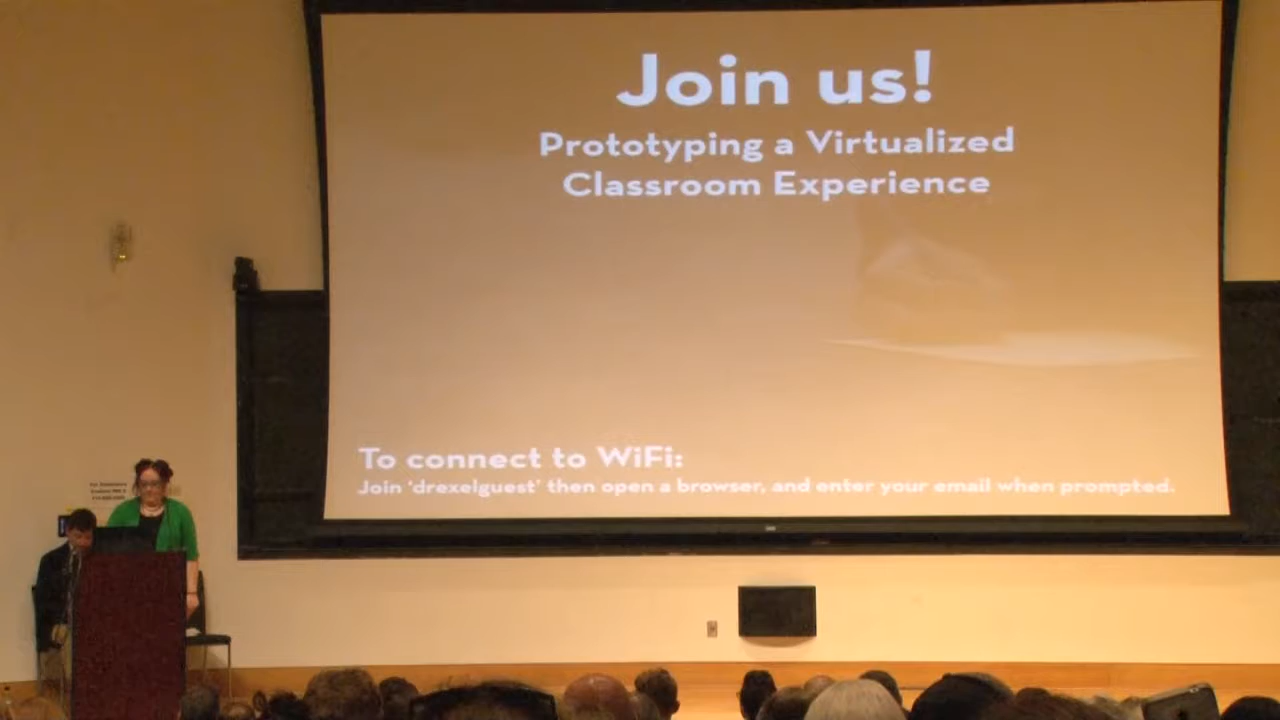 Join us!
Prototyping a Virtualized
Classroom Experience
To connect to WiFi:
Join 'drexelguest' then open a browser, and enter your email when prompted.